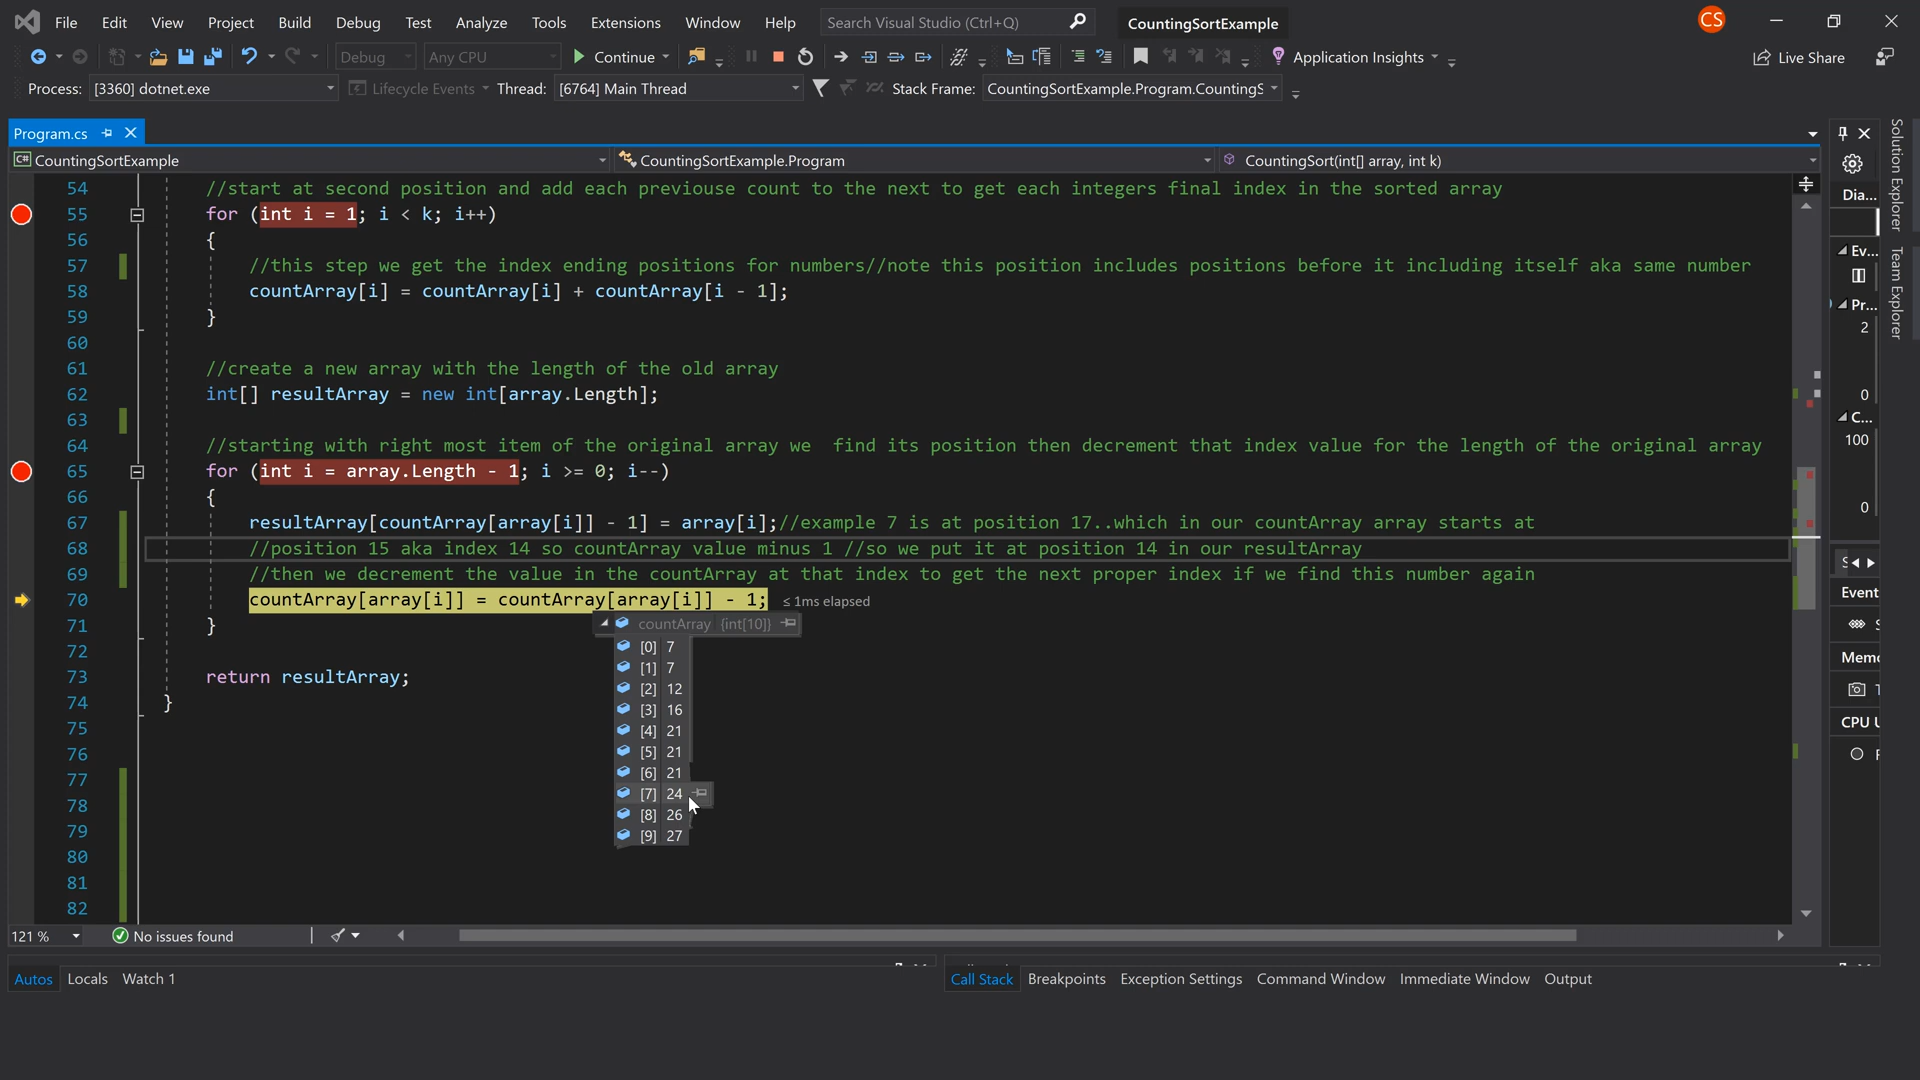 File Edit View Project Build Debug Test Analyze Tools Extensions Window Help Search Visual Studio (Ctrl+Q) CountingSortExample CS
Debug Any CPU Continue Application Insights Live Share
Process: [3360] dotnet.exe Lifecycle Events Thread: [6764] Main Thread Stack Frame: CountingSortExample.Program.CountingS
Program.cs
C# CountingSortExample CountingSortExample.Program CountingSort(int[] array, int k)
54 //start at second position and add each previouse count to the next to get each integers final index in the sorted array
55 for (int i = 1; i < k; i++)
56 {
57 //this step we get the index ending positions for numbers//note this position includes positions before it including itself aka same number
58 countArray[i] = countArray[i] + countArray[i - 1];
59 }
60
61 //create a new array with the length of the old array
62 int[] resultArray = new int[array.Length];
63
64 //starting with right most item of the original array we  find its position then decrement that index value for the length of the original array
65 for (int i = array.Length - 1; i >= 0; i--)
66 {
67 resultArray[countArray[array[i]] - 1] = array[i];//example 7 is at position 17..which in our countArray array starts at
68 //position 15 aka index 14 so countArray value minus 1 //so we put it at position 14 in our resultArray
69 //then we decrement the value in the countArray at that index to get the next proper index if we find this number again
70 countArray[array[i]] = countArray[array[i]] - 1; ≤ 1ms elapsed
71 }
72
73 return resultArray;
74 }
75
76
77
78
79
80
81
82
countArray {int[10]}
[0] 7
[1] 7
[2] 12
[3] 16
[4] 21
[5] 21
[6] 21
[7] 24
[8] 26
[9] 27
Dia...
Ev...
Pr...
2
0
C...
100
0
Event
Mem
CPU
Solution Explorer
Team Explorer
121 % No issues found
Autos Locals Watch 1
Call Stack Breakpoints Exception Settings Command Window Immediate Window Output